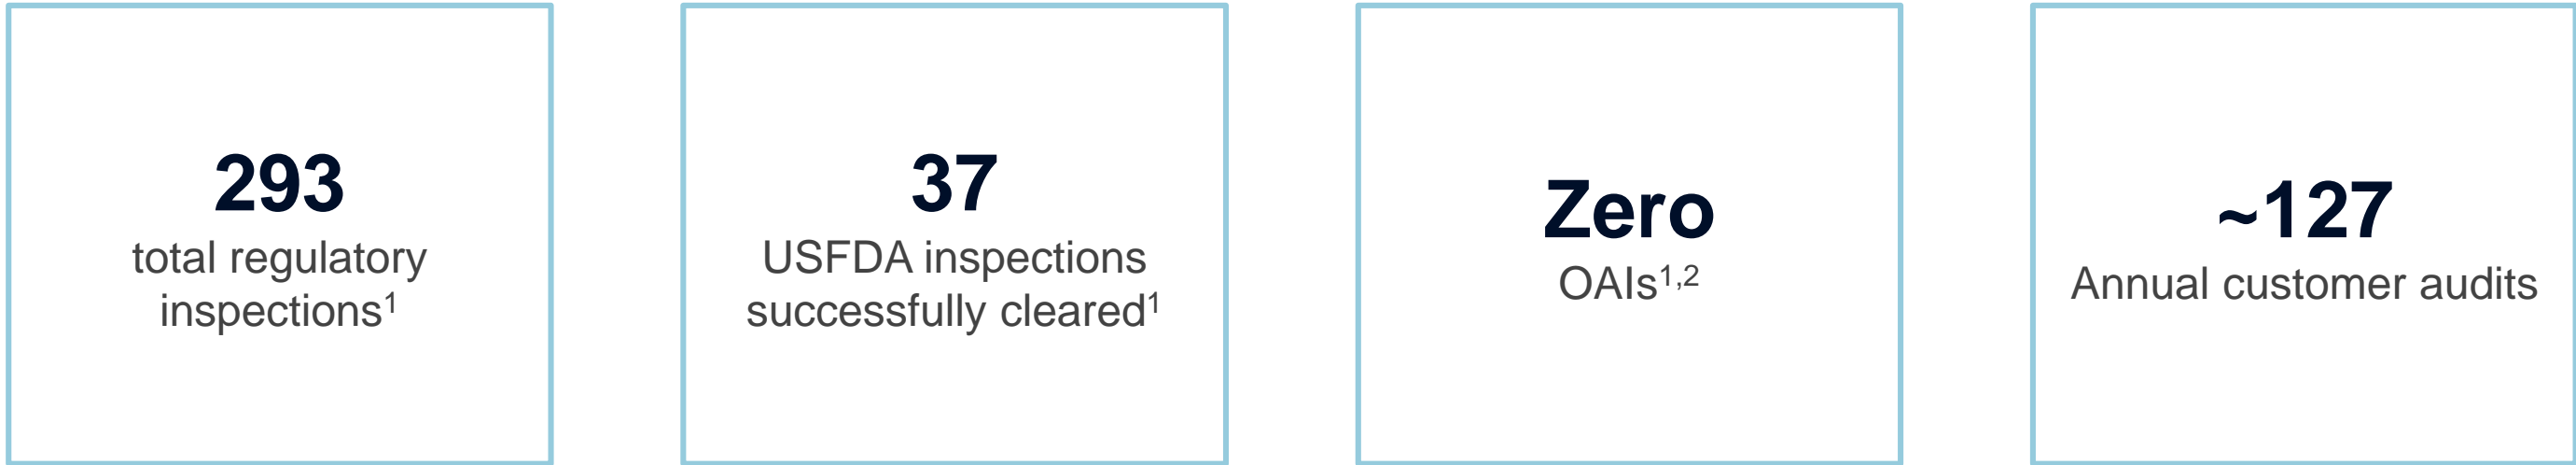 293
total regulatory
inspections¹
37
USFDA inspections
successfully cleared¹
Zero
OAIs¹,²
~127
Annual customer audits